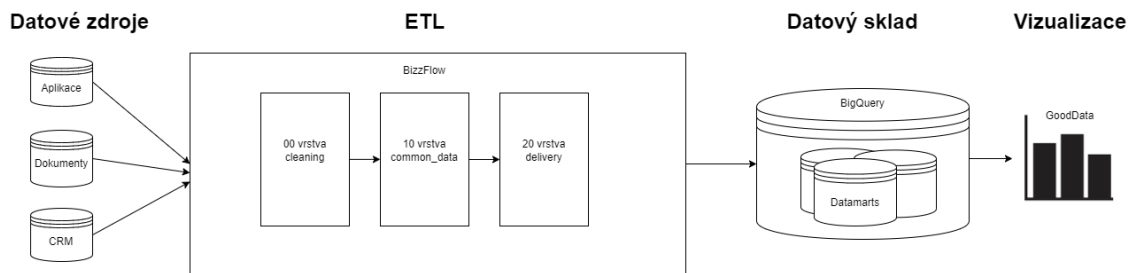 Datové zdroje
ETL
Datový sklad
Vizualizace
Aplikace
Dokumenty
CRM
BizzFlow
00 vrstva
cleaning
10 vrstva
common_data
20 vrstva
delivery
BigQuery
Datamarts
GoodData